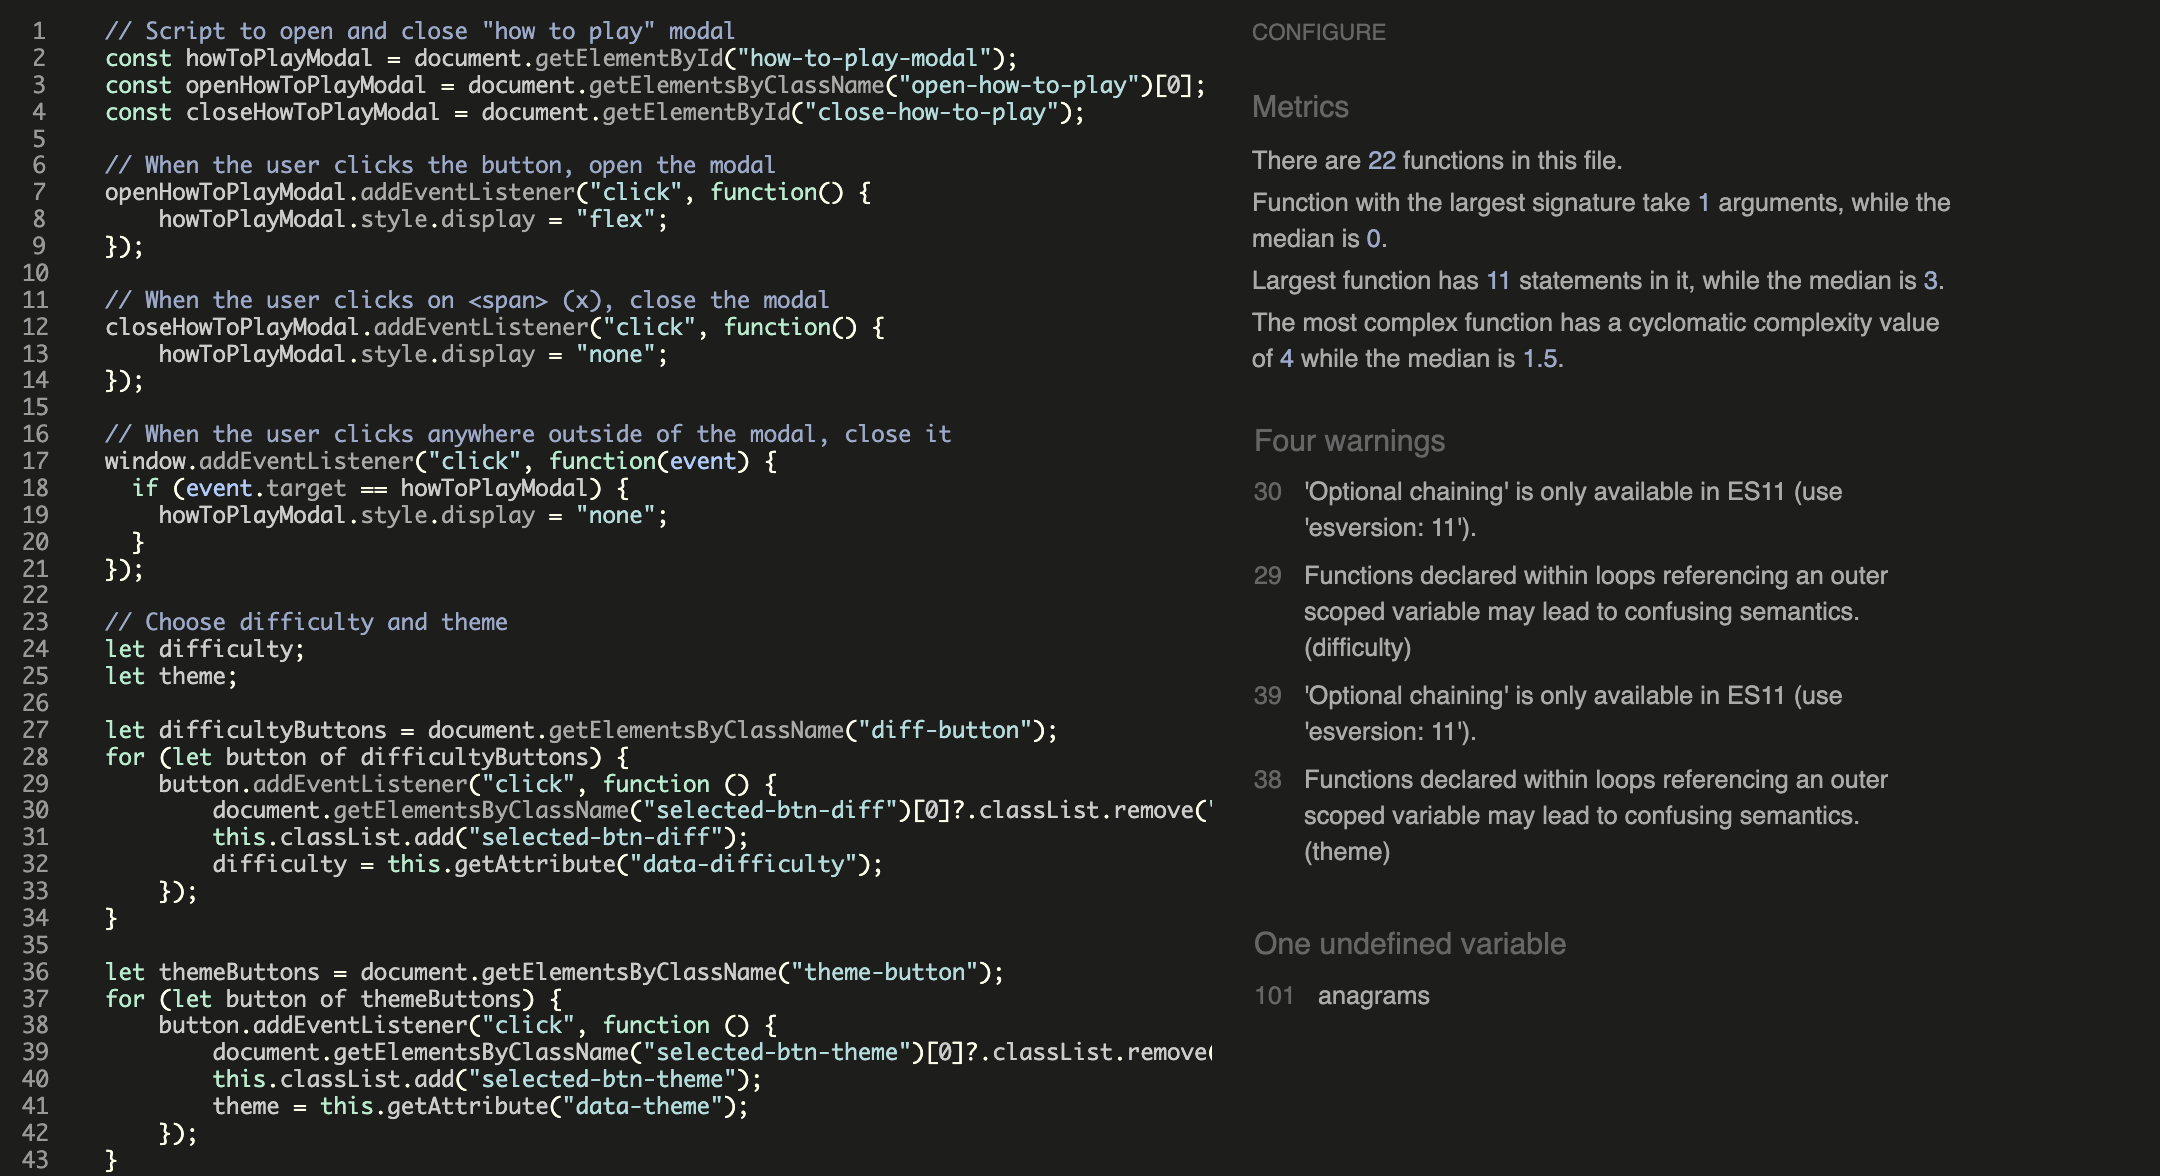 1 // Script to open and close "how to play" modal
2 const howToPlayModal = document.getElementById("how-to-play-modal");
3 const openHowToPlayModal = document.getElementsByClassName("open-how-to-play")[0];
4 const closeHowToPlayModal = document.getElementById("close-how-to-play");
5
6 // When the user clicks the button, open the modal
7 openHowToPlayModal.addEventListener("click", function() {
8     howToPlayModal.style.display = "flex";
9 });
10
11 // When the user clicks on <span> (x), close the modal
12 closeHowToPlayModal.addEventListener("click", function() {
13     howToPlayModal.style.display = "none";
14 });
15
16 // When the user clicks anywhere outside of the modal, close it
17 window.addEventListener("click", function(event) {
18   if (event.target == howToPlayModal) {
19     howToPlayModal.style.display = "none";
20   }
21 });
22
23 // Choose difficulty and theme
24 let difficulty;
25 let theme;
26
27 let difficultyButtons = document.getElementsByClassName("diff-button");
28 for (let button of difficultyButtons) {
29     button.addEventListener("click", function () {
30         document.getElementsByClassName("selected-btn-diff")[0]?.classList.remove("
31         this.classList.add("selected-btn-diff");
32         difficulty = this.getAttribute("data-difficulty");
33     });
34 }
35
36 let themeButtons = document.getElementsByClassName("theme-button");
37 for (let button of themeButtons) {
38     button.addEventListener("click", function () {
39         document.getElementsByClassName("selected-btn-theme")[0]?.classList.remove(
40         this.classList.add("selected-btn-theme");
41         theme = this.getAttribute("data-theme");
42     });
43 }
CONFIGURE
Metrics
There are 22 functions in this file.
Function with the largest signature take 1 arguments, while the
median is 0.
Largest function has 11 statements in it, while the median is 3.
The most complex function has a cyclomatic complexity value
of 4 while the median is 1.5.
Four warnings
30 'Optional chaining' is only available in ES11 (use
'esversion: 11').
29 Functions declared within loops referencing an outer
scoped variable may lead to confusing semantics.
(difficulty)
39 'Optional chaining' is only available in ES11 (use
'esversion: 11').
38 Functions declared within loops referencing an outer
scoped variable may lead to confusing semantics.
(theme)
One undefined variable
101 anagrams